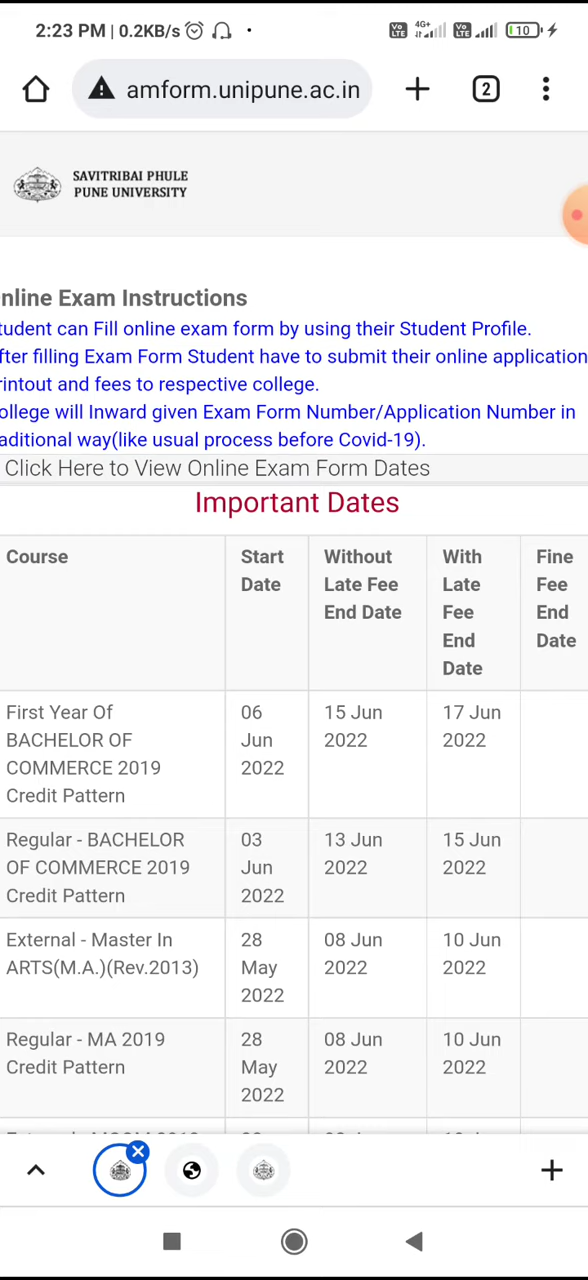 2:23 PM | 0.2KB/s
Vo LTE 4G+ Vo LTE 10
amform.unipune.ac.in
2
SAVITRIBAI PHULE
PUNE UNIVERSITY
nline Exam Instructions
tudent can Fill online exam form by using their Student Profile.
fter filling Exam Form Student have to submit their online application
rintout and fees to respective college.
ollege will Inward given Exam Form Number/Application Number in
aditional way(like usual process before Covid-19).
Click Here to View Online Exam Form Dates
Important Dates
Course
Start
Date
Without
Late Fee
End Date
With
Late
Fee
End
Date
Fine
Fee
End
Date
First Year Of
BACHELOR OF
COMMERCE 2019
Credit Pattern
06
Jun
2022
15 Jun
2022
17 Jun
2022
Regular - BACHELOR
OF COMMERCE 2019
Credit Pattern
03
Jun
2022
13 Jun
2022
15 Jun
2022
External - Master In
ARTS(M.A.)(Rev.2013)
28
May
2022
08 Jun
2022
10 Jun
2022
Regular - MA 2019
Credit Pattern
28
May
2022
08 Jun
2022
10 Jun
2022